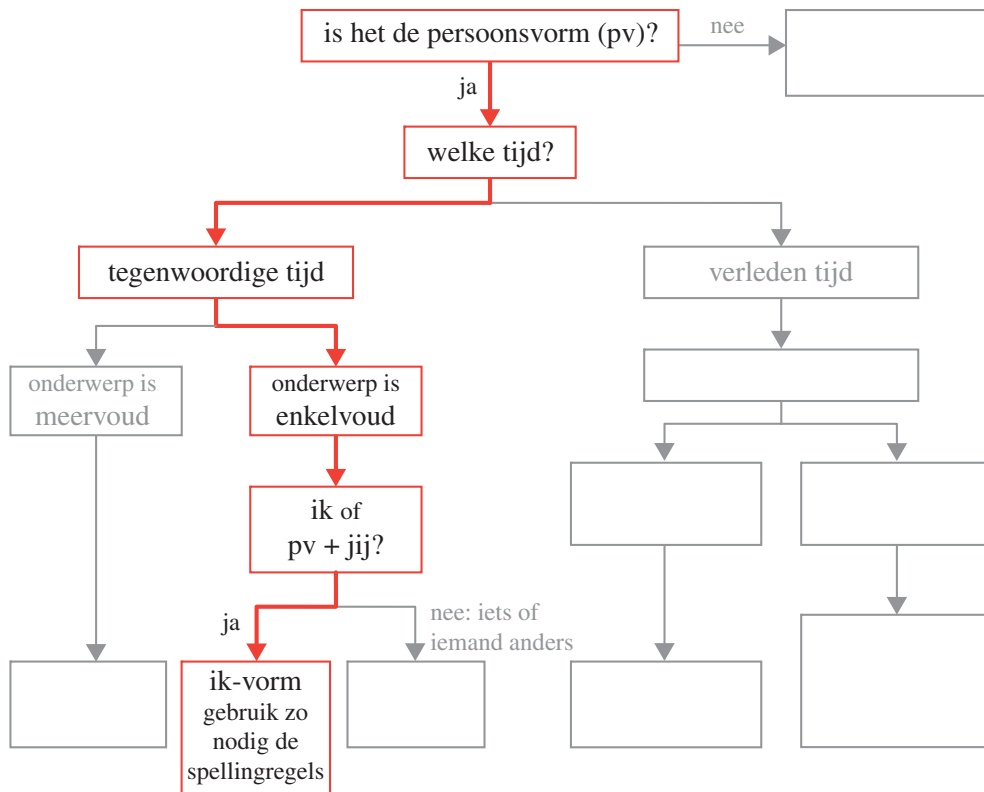 is het de persoonsvorm (pv)?
nee
ja
welke tijd?
tegenwoordige tijd
verleden tijd
onderwerp is
meervoud
onderwerp is
enkelvoud
ik of
pv + jij?
ja
nee: iets of
iemand anders
ik-vorm
gebruik zo
nodig de
spellingregels